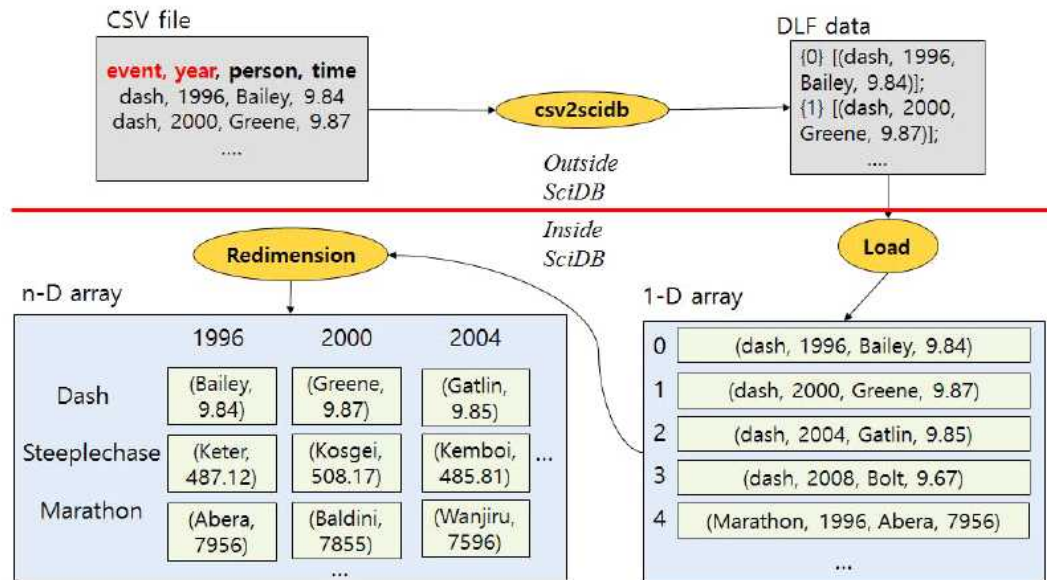 CSV file
event, year, person, time
dash, 1996, Bailey, 9.84
dash, 2000, Greene, 9.87
....
csv2scidb
DLF data
{0} [(dash, 1996,
Bailey, 9.84)];
{1} [(dash, 2000,
Greene, 9.87)];
....
Outside
SciDB
Inside
SciDB
Redimension
Load
n-D array
1996 2000 2004
Dash
(Bailey,
9.84)
(Greene,
9.87)
(Gatlin,
9.85)
Steeplechase
(Keter,
487.12)
(Kosgei,
508.17)
(Kemboi,
485.81)
...
Marathon
(Abera,
7956)
(Baldini,
7855)
(Wanjiru,
7596)
...
1-D array
0 (dash, 1996, Bailey, 9.84)
1 (dash, 2000, Greene, 9.87)
2 (dash, 2004, Gatlin, 9.85)
3 (dash, 2008, Bolt, 9.67)
4 (Marathon, 1996, Abera, 7956)
...